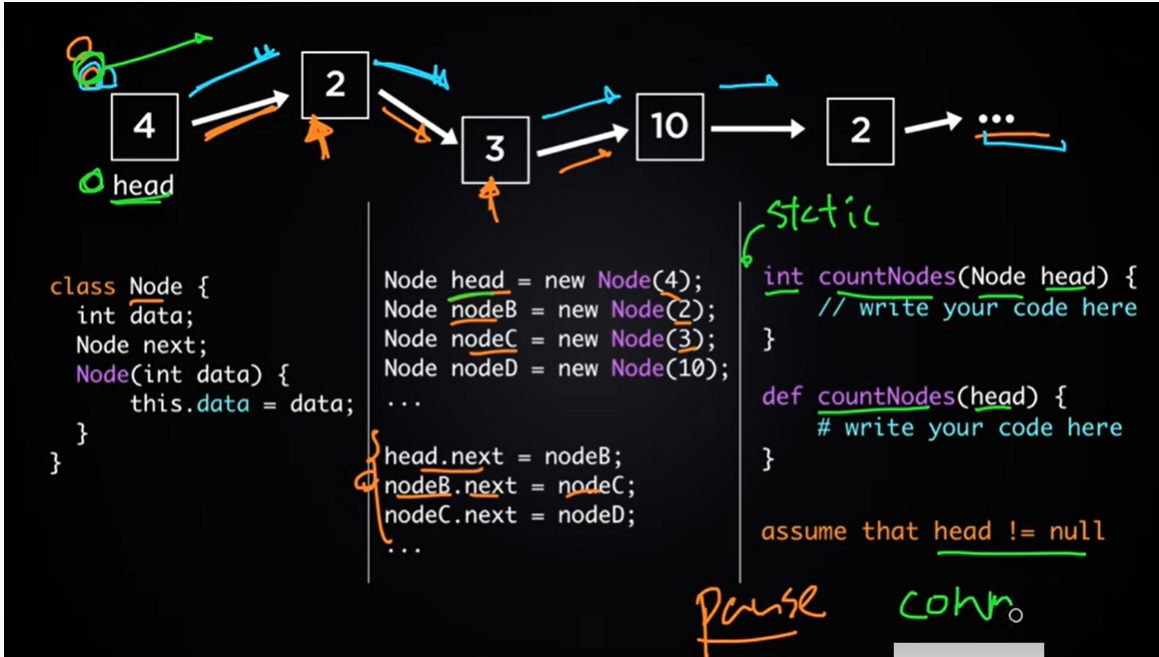 4
2
3
10
2
...
head
class Node {
int data;
Node next;
Node(int data) {
this.data = data;
}
}
Node head = new Node(4);
Node nodeB = new Node(2);
Node nodeC = new Node(3);
Node nodeD = new Node(10);
...
head.next = nodeB;
nodeB.next = nodeC;
nodeC.next = nodeD;
...
static
int countNodes(Node head) {
// write your code here
}
def countNodes(head) {
# write your code here
}
assume that head != null
pause